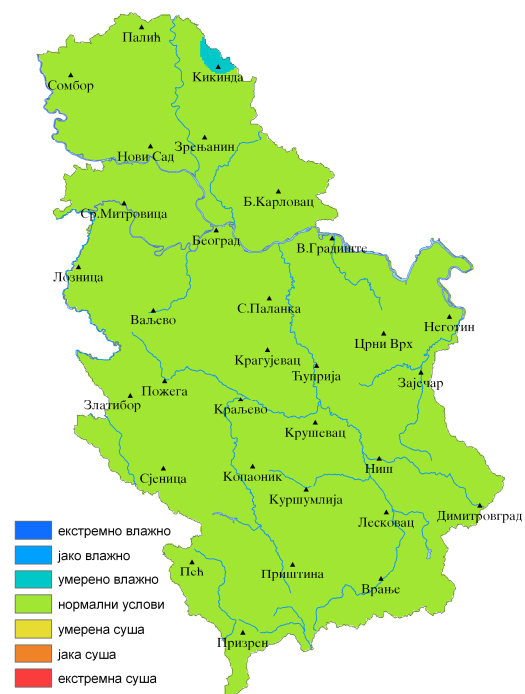 Палић
Кикинда
Сомбор
Зрењанин
Нови Сад
Б.Карловац
Ср.Митровица
Београд
В.Градиште
Лозница
С.Паланка
Ваљево
Неготин
Црни Врх
Крагујевац
Ћуприја
Зајечар
Пожега
Златибор
Краљево
Крушевац
Ниш
Сјеница
Копаоник
Куршумлија
Димитровград
Лесковац
Пећ
Приштина
Врање
Призрен
екстремно влажно
јако влажно
умерено влажно
нормални услови
умерена суша
јака суша
екстремна суша